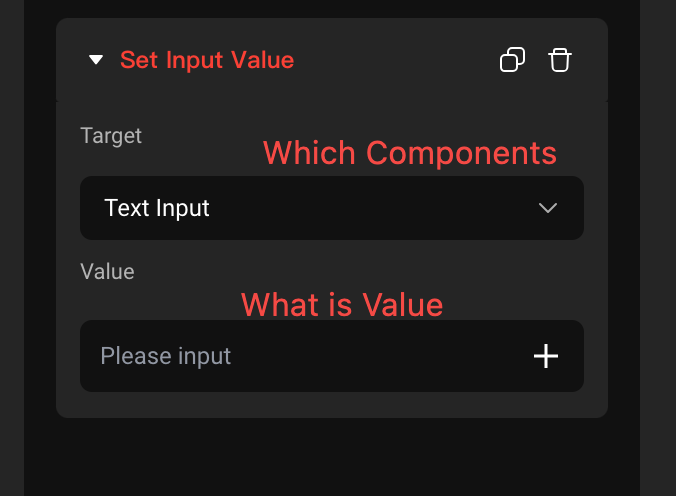 Set Input Value
Target
Which Components
Text Input
Value
What is Value
Please input